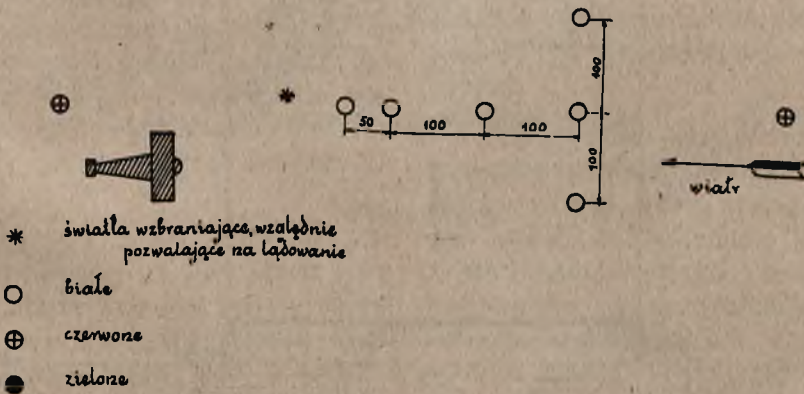 100
50
100
100
100
wiatr
światła wzbraniające, względnie
pozwalające na lądowanie
białe
czerwone
zielone